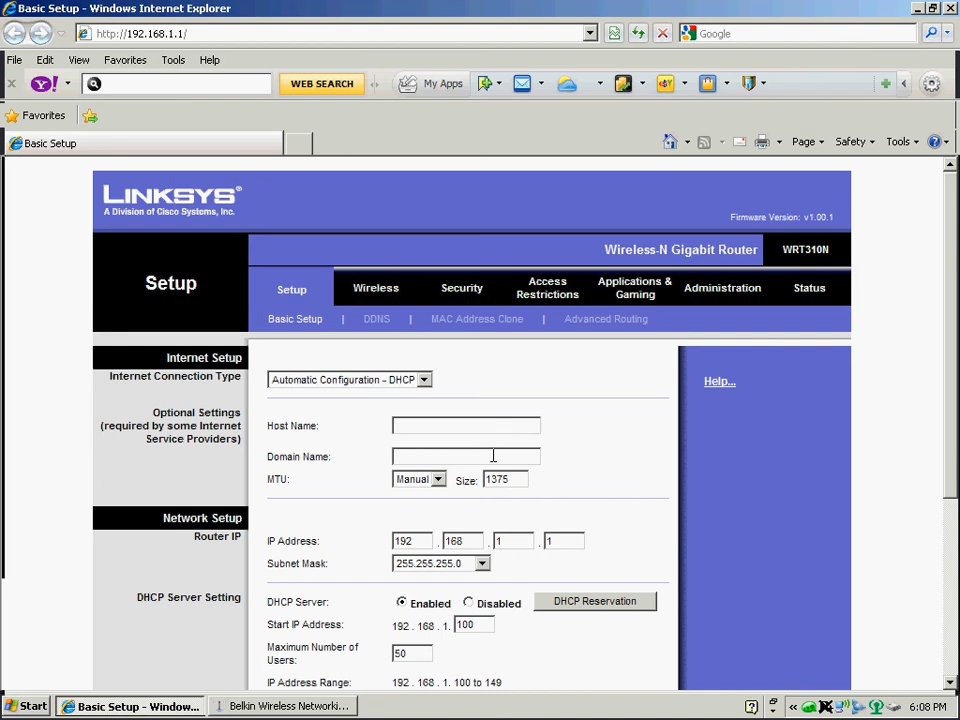 Basic Setup - Windows Internet Explorer
http://192.168.1.1/
Google
File Edit View Favorites Tools Help
Y! WEB SEARCH My Apps
Favorites
Basic Setup
Page Safety Tools
LINKSYS®
A Division of Cisco Systems, Inc.
Firmware Version: v1.00.1
Wireless-N Gigabit Router WRT310N
Setup
Setup Wireless Security Access Restrictions Applications & Gaming Administration Status
Basic Setup | DDNS | MAC Address Clone | Advanced Routing
Internet Setup
Internet Connection Type
Automatic Configuration - DHCP
Help...
Optional Settings
(required by some Internet
Service Providers)
Host Name:
Domain Name:
MTU: Manual Size: 1375
Network Setup
Router IP
IP Address: 192 . 168 . 1 . 1
Subnet Mask: 255.255.255.0
DHCP Server Setting
DHCP Server: Enabled Disabled DHCP Reservation
Start IP Address: 192 . 168 . 1. 100
Maximum Number of
Users: 50
IP Address Range: 192 . 168 . 1. 100 to 149
Start Basic Setup - Window... Belkin Wireless Networki... 6:08 PM